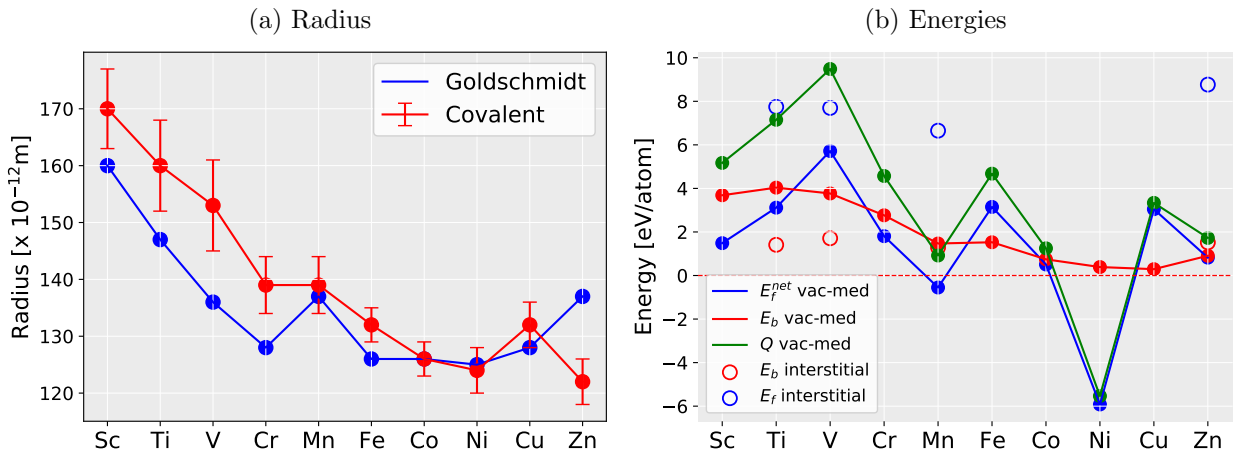 (a) Radius
170
160
150
140
130
120
Radius [x 10⁻¹²m]
Goldschmidt
Covalent
Sc Ti V Cr Mn Fe Co Ni Cu Zn
(b) Energies
10
8
6
4
2
0
−2
−4
−6
Energy [eV/atom]
E_f^{net} vac-med
E_b vac-med
Q vac-med
E_b interstitial
E_f interstitial
Sc Ti V Cr Mn Fe Co Ni Cu Zn